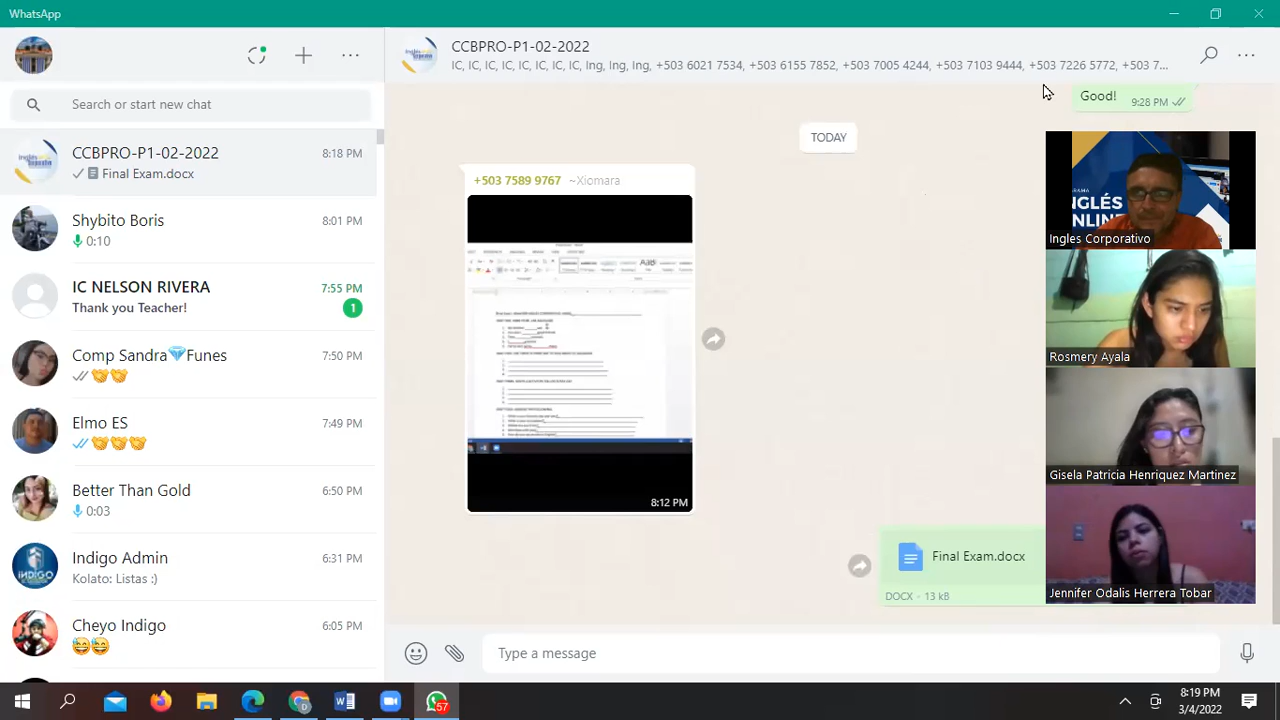 WhatsApp
Search or start new chat
CCBPRO-P1-02-2022
8:18 PM
Final Exam.docx
Shybito Boris
8:01 PM
0:10
IC NELSON RIVERA
7:55 PM
Thank you Teacher!
1
Corp. Sandra💎Funes
7:50 PM
Elfio ES
7:49 PM
Better Than Gold
6:50 PM
0:03
Indigo Admin
6:31 PM
Kolato: Listas :)
Cheyo Indigo
6:05 PM
CCBPRO-P1-02-2022
IC, IC, IC, IC, IC, IC, IC, IC, Ing, Ing, Ing, +503 6021 7534, +503 6155 7852, +503 7005 4244, +503 7103 9444, +503 7226 5772, +503 7...
Good!
9:28 PM
TODAY
+503 7589 9767 ~Xiomara
8:12 PM
Final Exam.docx
DOCX • 13 kB
Type a message
INGLÉS
ONLINE
Ingles Corporativo
Rosmery Ayala
Gisela Patricia Henriquez Martinez
Jennifer Odalis Herrera Tobar
57
8:19 PM
3/4/2022